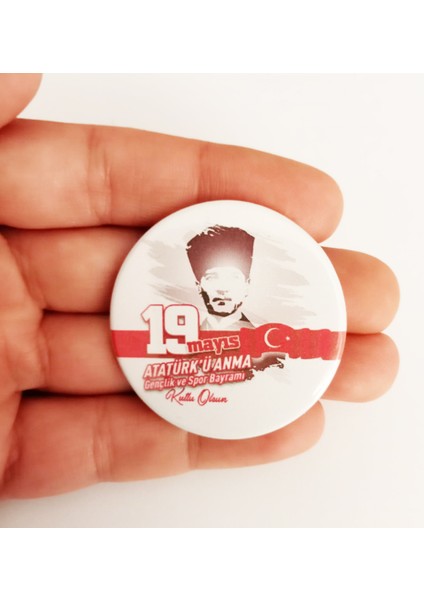 19
mayıs
ATATÜRK'Ü ANMA
Gençlik ve Spor Bayramı
Kutlu Olsun